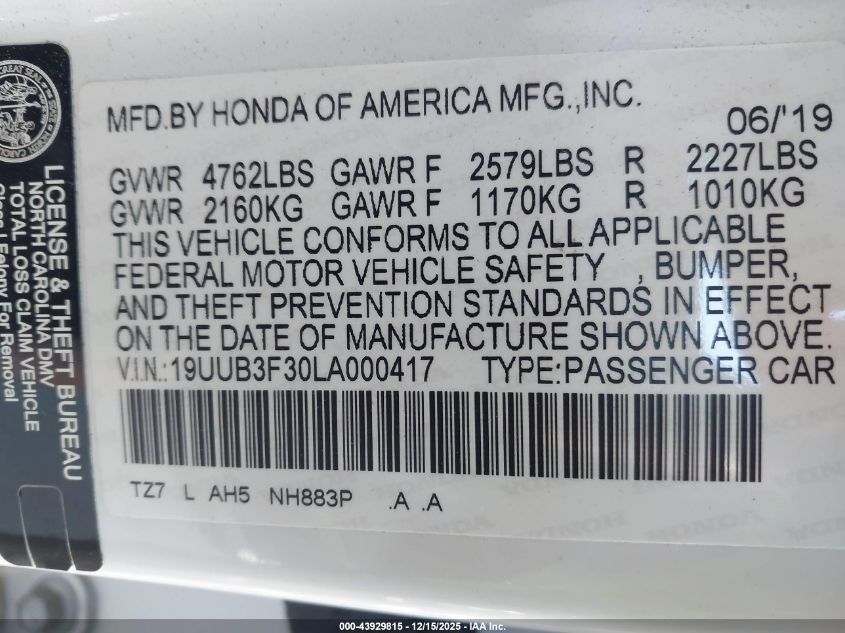 MFD.BY HONDA OF AMERICA MFG.,INC.
06/'19
GVWR 4762LBS GAWR F 2579LBS R 2227LBS
GVWR 2160KG GAWR F 1170KG R 1010KG
THIS VEHICLE CONFORMS TO ALL APPLICABLE
FEDERAL MOTOR VEHICLE SAFETY , BUMPER,
AND THEFT PREVENTION STANDARDS IN EFFECT
ON THE DATE OF MANUFACTURE SHOWN ABOVE.
V.I.N.:19UUB3F30LA000417 TYPE:PASSENGER CAR
TZ7 L AH5 NH883P .A .A
LICENSE & THEFT BUREAU
NORTH CAROLINA DMV
TOTAL LOSS CLAIM VEHICLE
Class I Felony For Removal
000-43929815 - 12/15/2025 - IAA Inc.